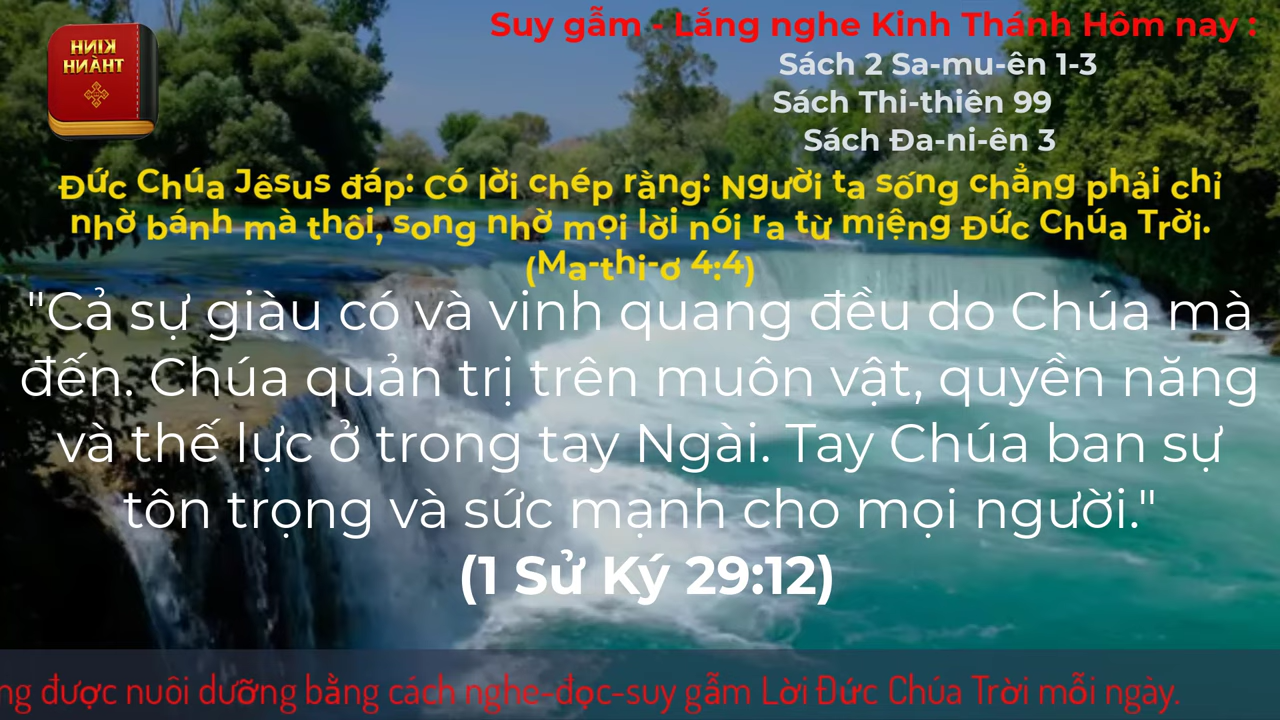 KINH
THÁNH
Suy gẫm - Lắng nghe Kinh Thánh Hôm nay :
Sách 2 Sa-mu-ên 1-3
Sách Thi-thiên 99
Sách Đa-ni-ên 3
Đức Chúa Jêsus đáp: Có lời chép rằng: Người ta sống chẳng phải chỉ
nhờ bánh mà thôi, song nhờ mọi lời nói ra từ miệng Đức Chúa Trời.
(Ma-thi-ơ 4:4)
"Cả sự giàu có và vinh quang đều do Chúa mà
đến. Chúa quản trị trên muôn vật, quyền năng
và thế lực ở trong tay Ngài. Tay Chúa ban sự
tôn trọng và sức mạnh cho mọi người."
(1 Sử Ký 29:12)
ng được nuôi dưỡng bằng cách nghe-đọc-suy gẫm Lời Đức Chúa Trời mỗi ngày.